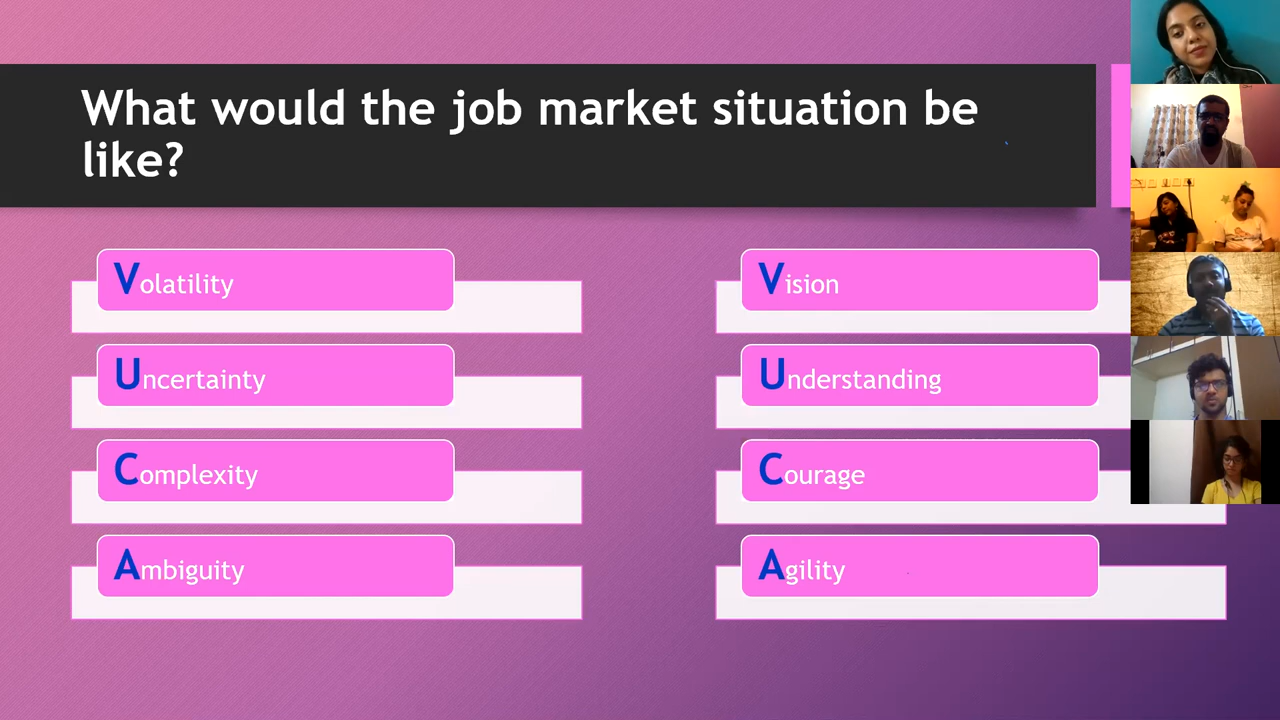 What would the job market situation be
like?
Volatility
Uncertainty
Complexity
Ambiguity
Vision
Understanding
Courage
Agility